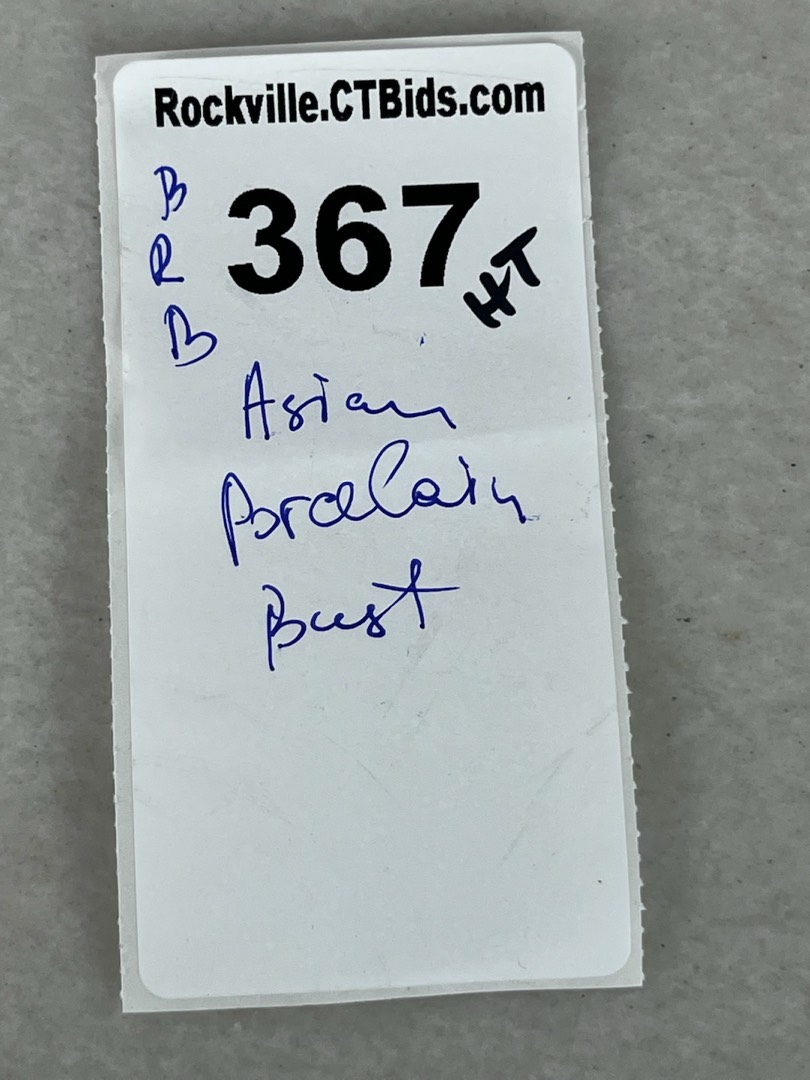 Rockville.CTBids.com
B
R
B
367
HT
Asian
Porcelain
Bust